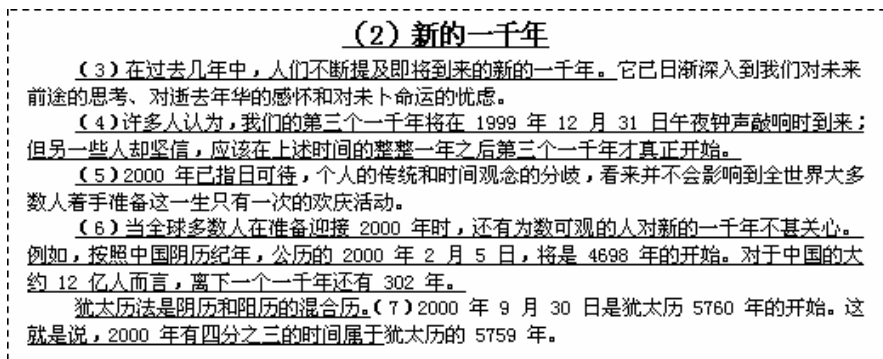 （2）新的一千年
（3）在过去几年中，人们不断提及即将到来的新的一千年。它已日渐深入到我们对未来
前途的思考、对逝去年华的感怀和对未卜命运的忧虑。
（4）许多人认为，我们的第三个一千年将在 1999 年 12 月 31 日午夜钟声敲响时到来；
但另一些人却坚信，应该在上述时间的整整一年之后第三个一千年才真正开始。
（5）2000 年已指日可待，个人的传统和时间观念的分歧，看来并不会影响到全世界大多
数人着手准备这一生只有一次的欢庆活动。
（6）当全球多数人在准备迎接 2000 年时，还有为数可观的人对新的一千年不甚关心。
例如，按照中国阴历纪年，公历的 2000 年 2 月 5 日，将是 4698 年的开始。对于中国的大
约 12 亿人而言，离下一个一千年还有 302 年。
犹太历法是阴历和阳历的混合历。（7）2000 年 9 月 30 日是犹太历 5760 年的开始。这
就是说，2000 年有四分之三的时间属于犹太历的 5759 年。